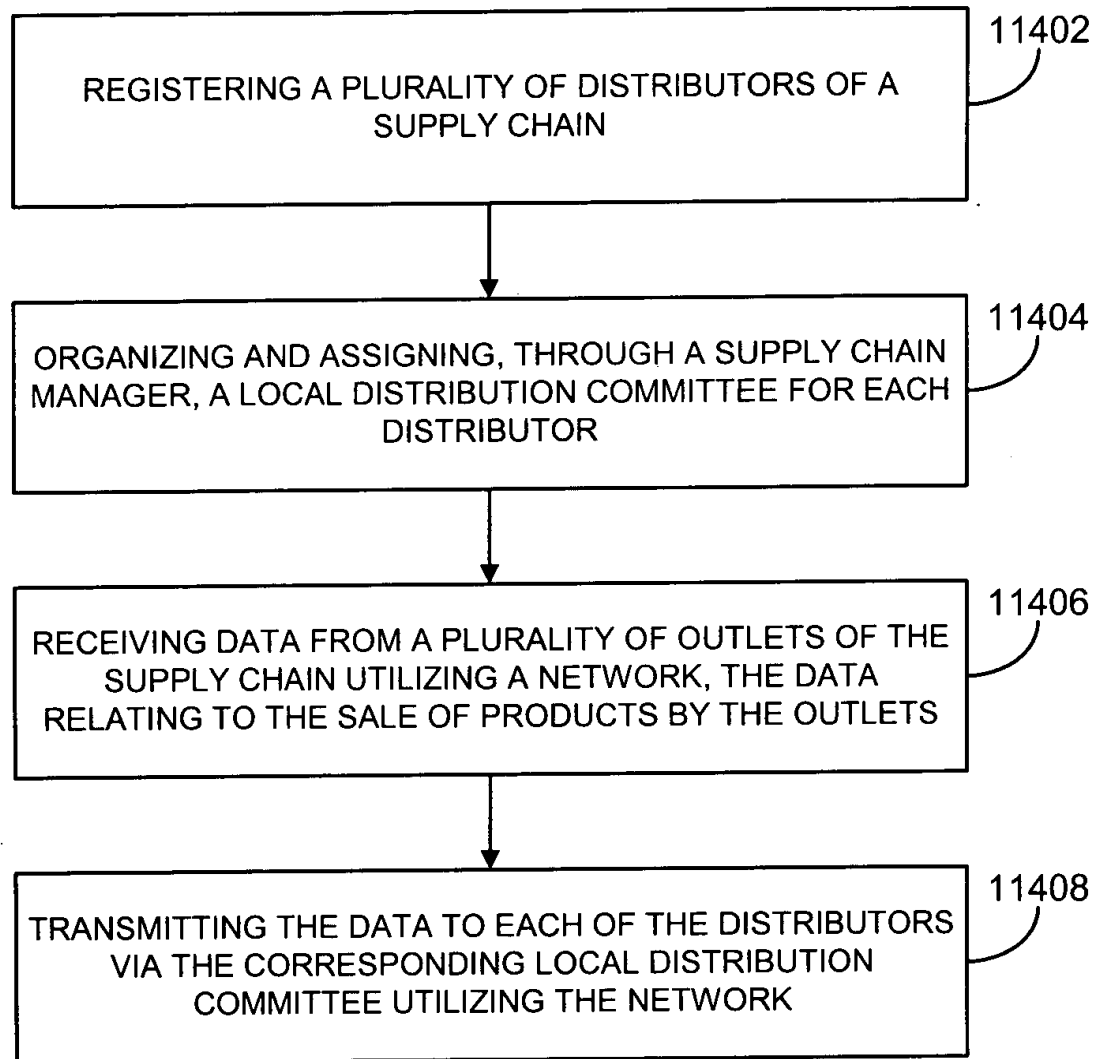 11402
REGISTERING A PLURALITY OF DISTRIBUTORS OF A
SUPPLY CHAIN
11404
ORGANIZING AND ASSIGNING, THROUGH A SUPPLY CHAIN
MANAGER, A LOCAL DISTRIBUTION COMMITTEE FOR EACH
DISTRIBUTOR
11406
RECEIVING DATA FROM A PLURALITY OF OUTLETS OF THE
SUPPLY CHAIN UTILIZING A NETWORK, THE DATA
RELATING TO THE SALE OF PRODUCTS BY THE OUTLETS
11408
TRANSMITTING THE DATA TO EACH OF THE DISTRIBUTORS
VIA THE CORRESPONDING LOCAL DISTRIBUTION
COMMITTEE UTILIZING THE NETWORK